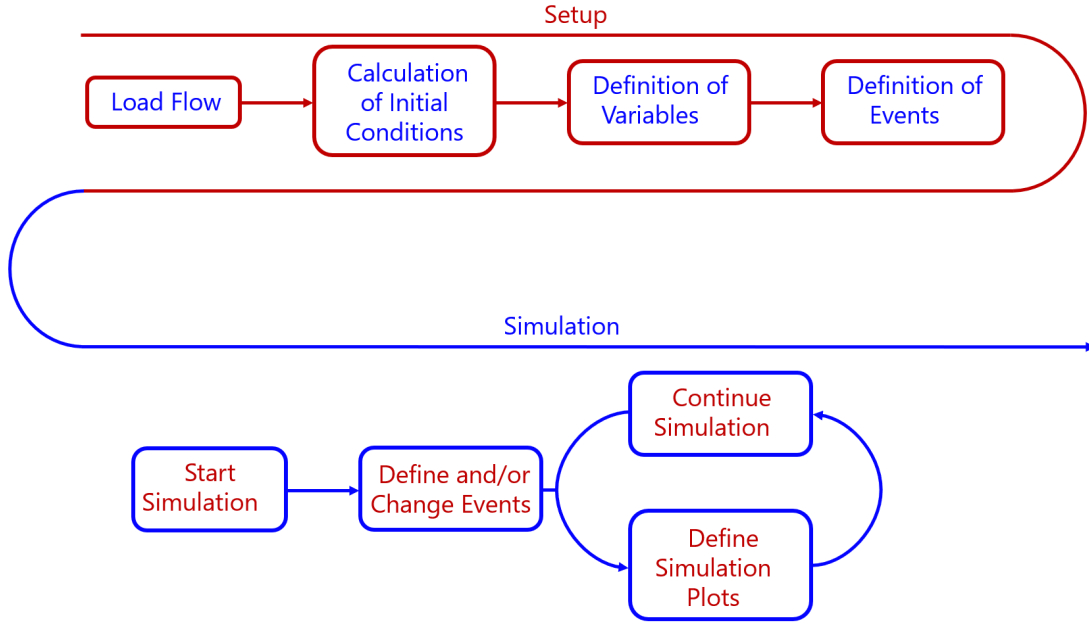 Setup
Load Flow
Calculation
of Initial
Conditions
Definition of
Variables
Definition of
Events
Simulation
Start
Simulation
Define and/or
Change Events
Continue
Simulation
Define
Simulation
Plots